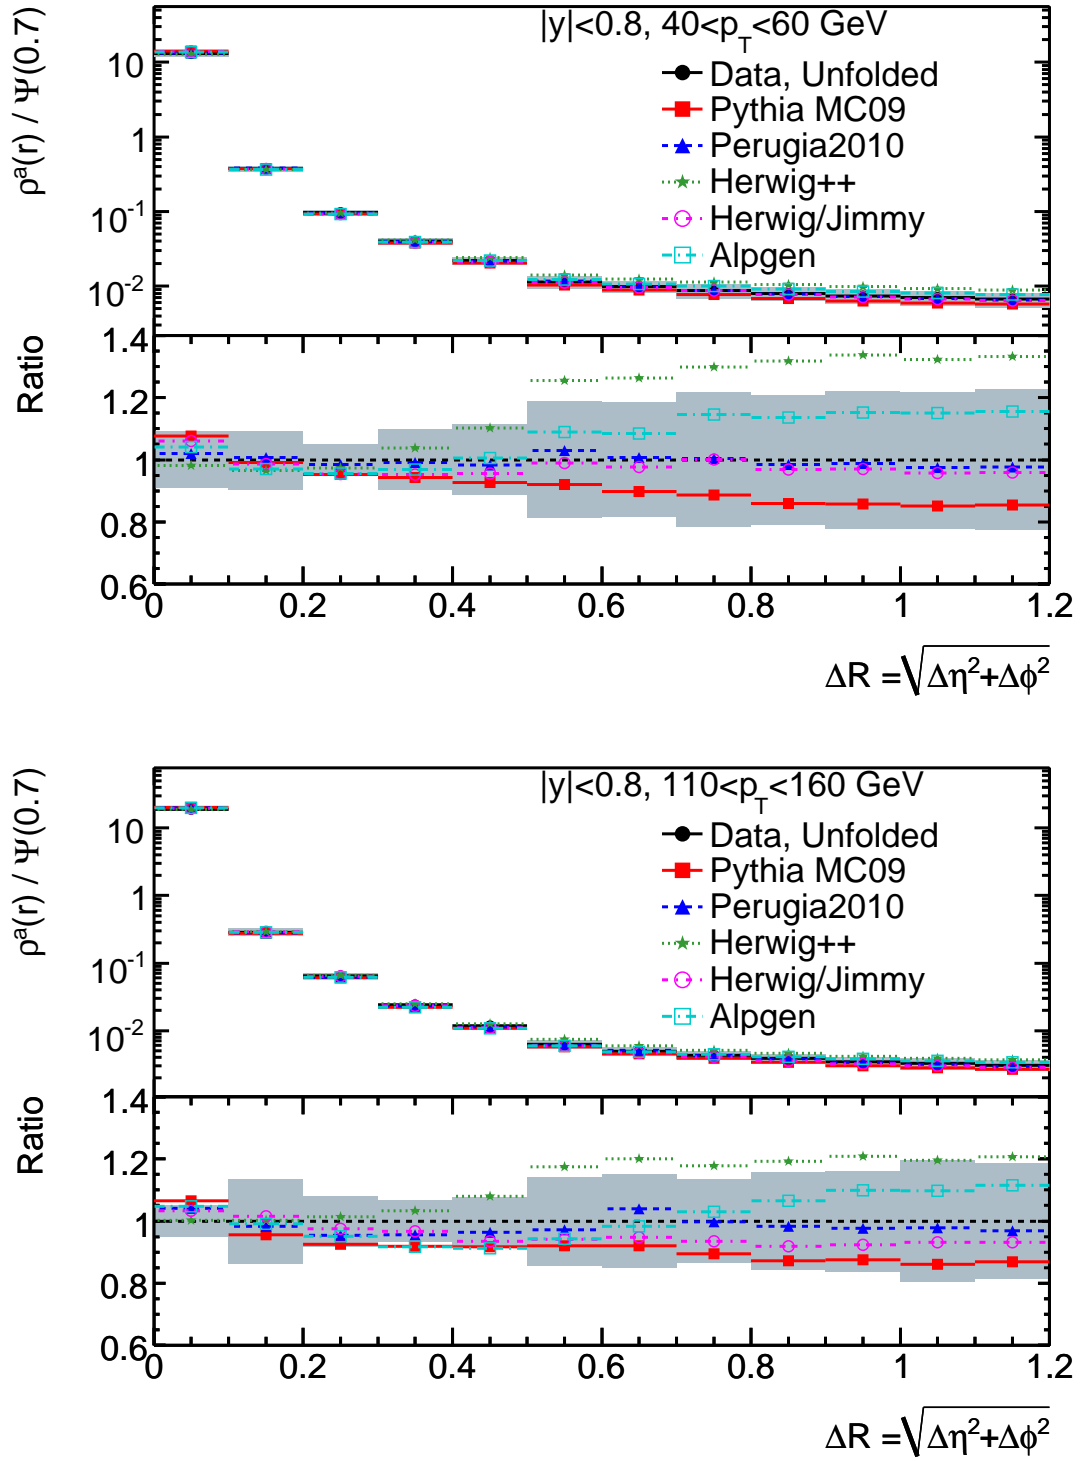 |y|<0.8, 40<p_T<60 GeV
Data, Unfolded
Pythia MC09
Perugia2010
Herwig++
Herwig/Jimmy
Alpgen
ρ^a(r) / Ψ(0.7)
10
1
10^-1
10^-2
Ratio
1.4
1.2
1
0.8
0.6
0 0.2 0.4 0.6 0.8 1 1.2
ΔR = √Δη²+Δϕ²
|y|<0.8, 110<p_T<160 GeV
Data, Unfolded
Pythia MC09
Perugia2010
Herwig++
Herwig/Jimmy
Alpgen
ρ^a(r) / Ψ(0.7)
10
1
10^-1
10^-2
Ratio
1.4
1.2
1
0.8
0.6
0 0.2 0.4 0.6 0.8 1 1.2
ΔR = √Δη²+Δϕ²